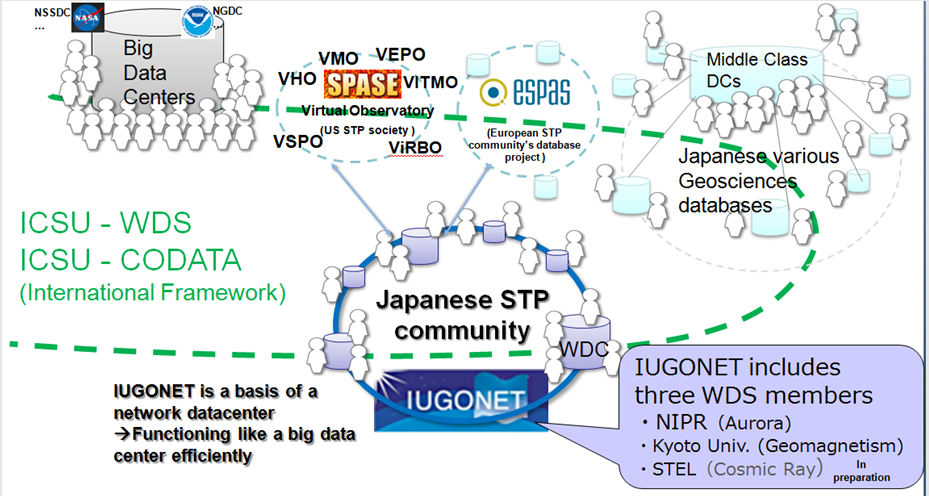 NSSDC
...
NASA
NGDC
Big
Data
Centers
VMO
VEPO
VHO
SPASE
VITMO
Virtual Observatory
(US STP society )
VSPO
ViRBO
espas
(European STP
community's database
project )
Middle Class
DCs
Japanese various
Geosciences
databases
ICSU - WDS
ICSU - CODATA
(International Framework)
Japanese STP
community
WDC
IUGONET
IUGONET is a basis of a
network datacenter
→Functioning like a big data
center efficiently
IUGONET includes
three WDS members
・NIPR (Aurora)
・Kyoto Univ. (Geomagnetism)
・STEL (Cosmic Ray)
In
preparation